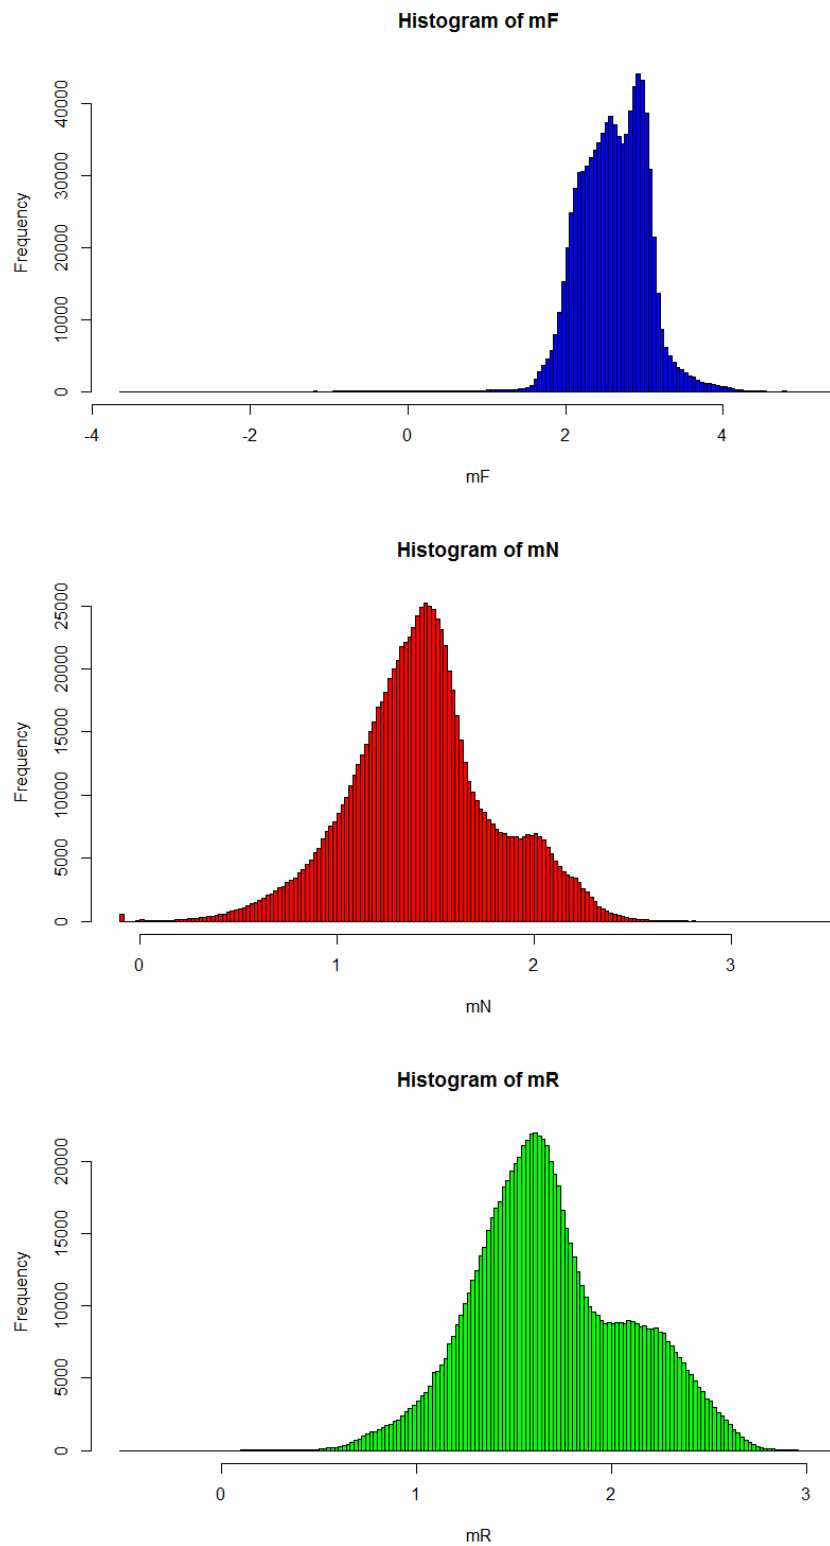 Histogram of mF
40000
30000
20000
10000
0
Frequency
-4 -2 0 2 4
mF
Histogram of mN
25000
20000
15000
10000
5000
0
Frequency
0 1 2 3
mN
Histogram of mR
20000
15000
10000
5000
0
Frequency
0 1 2 3
mR